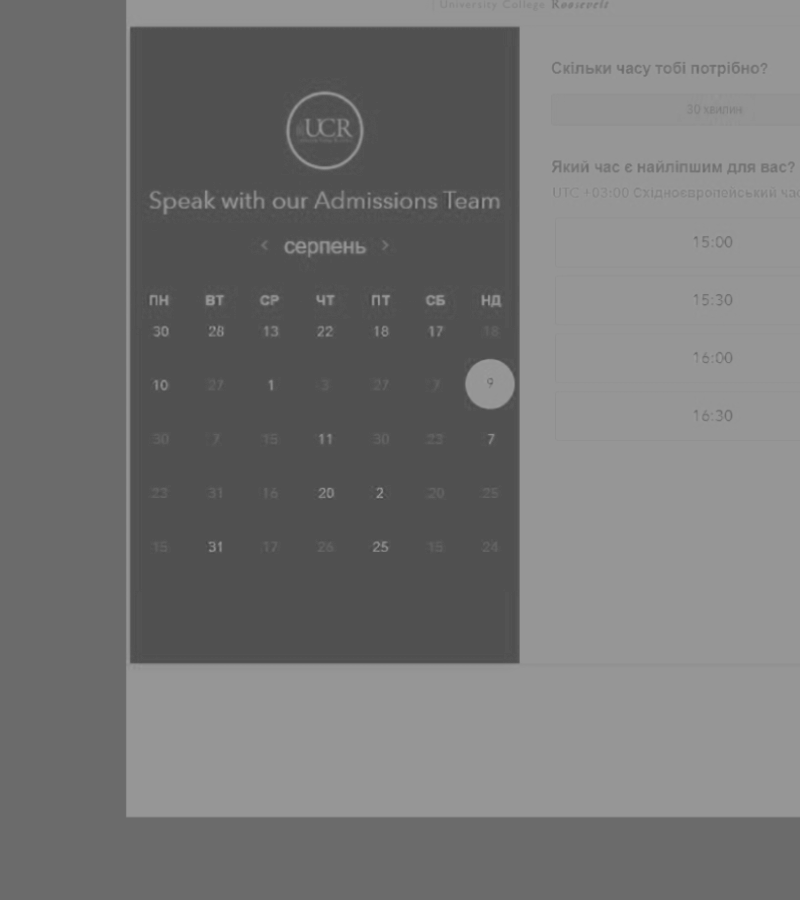 University College Roosevelt
UCR
Speak with our Admissions Team
< серпень >
ПН ВТ СР ЧТ ПТ СБ НД
30 28 13 22 18 17 18
10 27 1 3 27 7 9
30 7 15 11 30 23 7
23 31 16 20 2 20 25
15 31 17 26 25 15 24
Скільки часу тобі потрібно?
30 хвилин
Який час є найліпшим для вас?
UTC +03:00 Східноєвропейський час
15:00
15:30
16:00
16:30